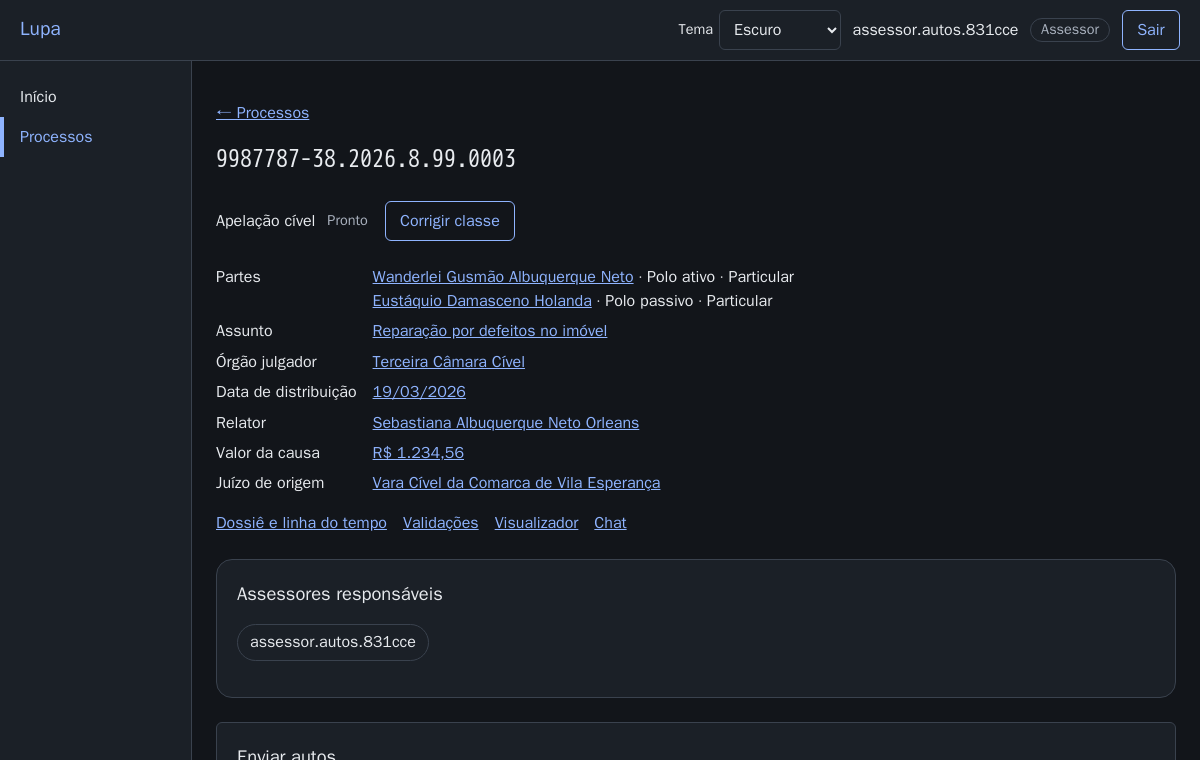 Lupa
Tema Escuro assessor.autos.831cce Assessor Sair
Início
Processos
← Processos
9987787-38.2026.8.99.0003
Apelação cível Pronto Corrigir classe
Partes Wanderlei Gusmão Albuquerque Neto · Polo ativo · Particular
Eustáquio Damasceno Holanda · Polo passivo · Particular
Assunto Reparação por defeitos no imóvel
Órgão julgador Terceira Câmara Cível
Data de distribuição 19/03/2026
Relator Sebastiana Albuquerque Neto Orleans
Valor da causa R$ 1.234,56
Juízo de origem Vara Cível da Comarca de Vila Esperança
Dossiê e linha do tempo Validações Visualizador Chat
Assessores responsáveis
assessor.autos.831cce
Enviar autos